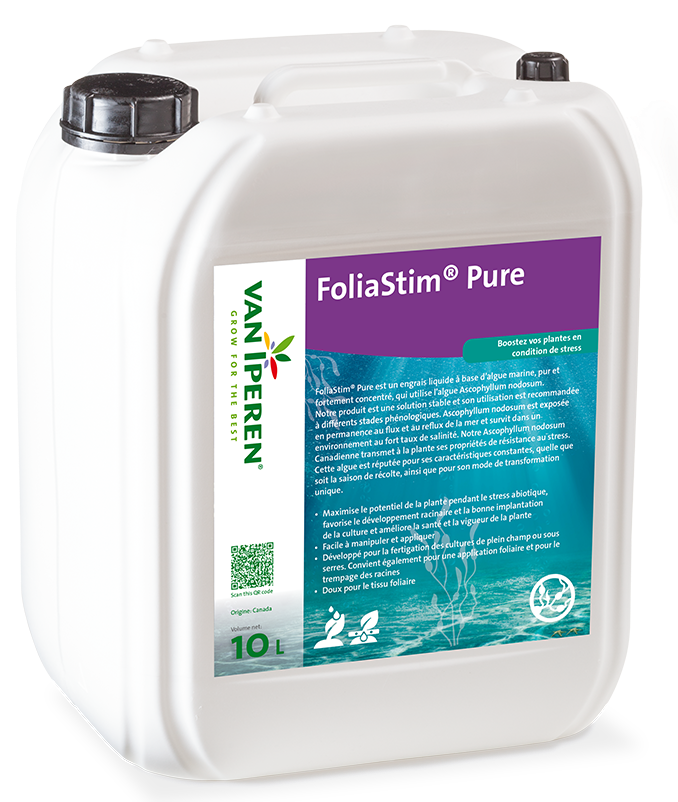 FoliaStim® Pure
Boostez vos plantes en
condition de stress
VAN IPEREN®
GROW FOR THE BEST
FoliaStim® Pure est un engrais liquide à base d'algue marine, pur et
fortement concentré, qui utilise l'algue Ascophyllum nodosum.
Notre produit est une solution stable et son utilisation est recommandée
à différents stades phénologiques. Ascophyllum nodosum est exposée
en permanence au flux et au reflux de la mer et survit dans un
environnement au fort taux de salinité. Notre Ascophyllum nodosum
Canadienne transmet à la plante ses propriétés de résistance au stress.
Cette algue est réputée pour ses caractéristiques constantes, quelle que
soit la saison de récolte, ainsi que pour son mode de transformation
unique.
• Maximise le potentiel de la plante pendant le stress abiotique,
favorise le développement racinaire et la bonne implantation
de la culture et améliore la santé et la vigueur de la plante
• Facile à manipuler et appliquer
• Développé pour la fertigation des cultures de plein champ ou sous
serres. Convient également pour une application foliaire et pour le
trempage des racines
• Doux pour le tissu foliaire
Scan this QR code
Origine: Canada
Volume net:
10 L